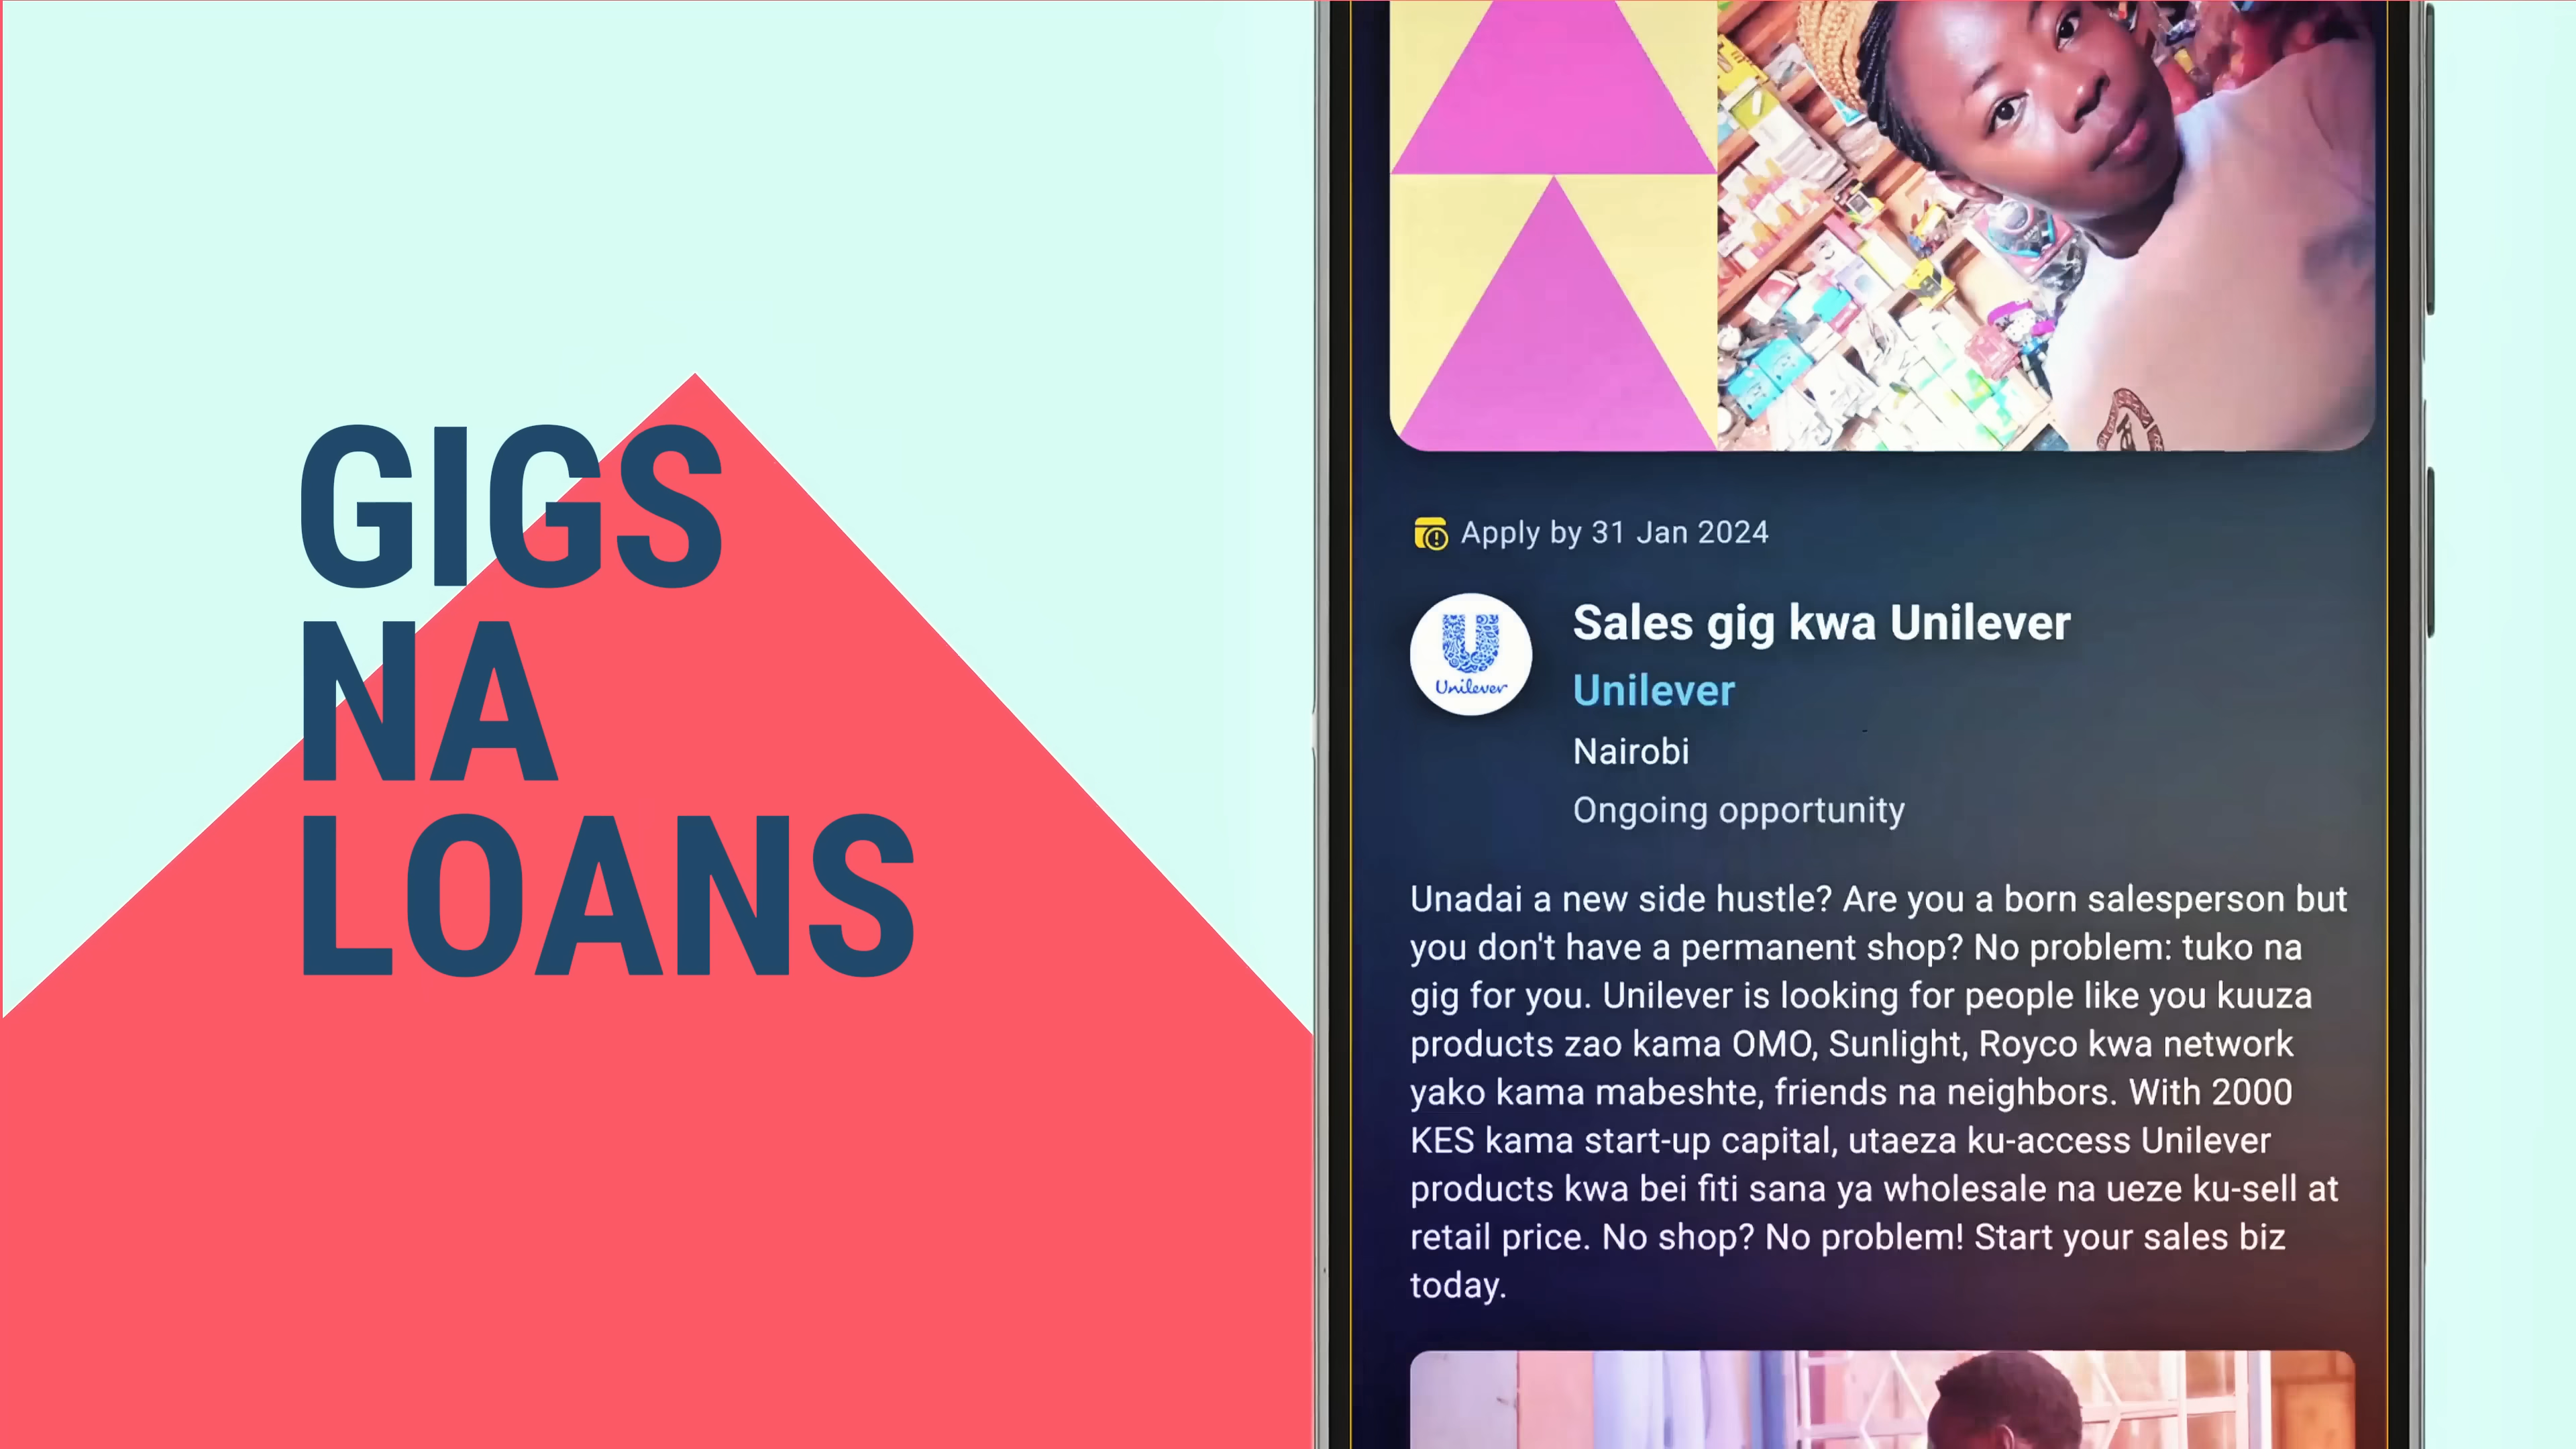 GIGS
NA
LOANS
Apply by 31 Jan 2024
Unilever
Sales gig kwa Unilever
Unilever
Nairobi
Ongoing opportunity
Unadai a new side hustle? Are you a born salesperson but
you don't have a permanent shop? No problem: tuko na
gig for you. Unilever is looking for people like you kuuza
products zao kama OMO, Sunlight, Royco kwa network
yako kama mabeshte, friends na neighbors. With 2000
KES kama start-up capital, utaeza ku-access Unilever
products kwa bei fiti sana ya wholesale na ueze ku-sell at
retail price. No shop? No problem! Start your sales biz
today.